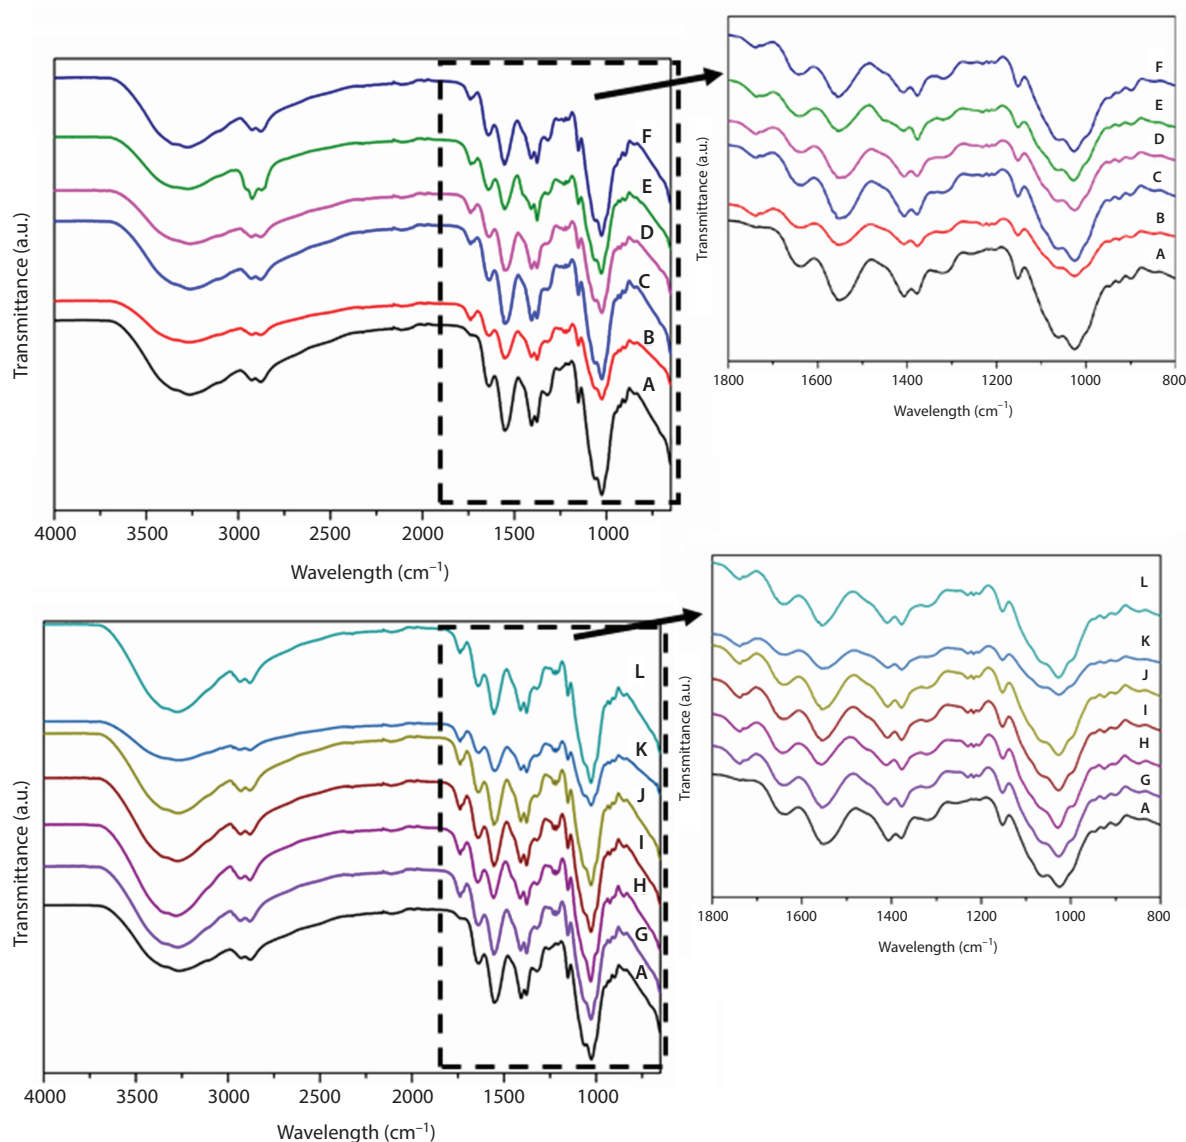 F
E
D
C
B
A
Transmittance (a.u.)
4000 3500 3000 2500 2000 1500 1000
Wavelength (cm⁻¹)
F
E
D
C
B
A
Transmittance (a.u.)
1800 1600 1400 1200 1000 800
Wavelength (cm⁻¹)
L
K
J
I
H
G
A
Transmittance (a.u.)
4000 3500 3000 2500 2000 1500 1000
Wavelength (cm⁻¹)
L
K
J
I
H
G
A
Transmittance (a.u.)
1800 1600 1400 1200 1000 800
Wavelength (cm⁻¹)